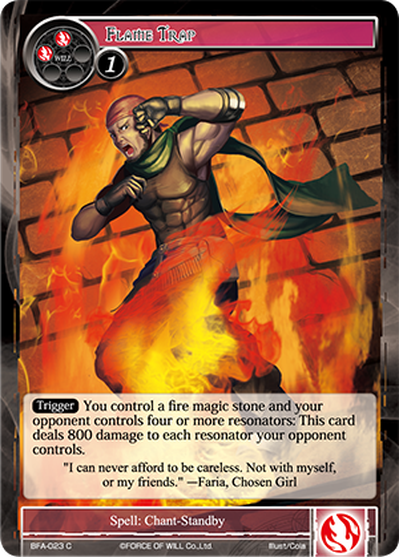 Flame Trap
WILL
1
Trigger You control a fire magic stone and your
opponent controls four or more resonators: This card
deals 800 damage to each resonator your opponent
controls.
"I can never afford to be careless. Not with myself,
or my friends." —Faria, Chosen Girl
Spell: Chant-Standby
BFA-023 C ©FORCE OF WILL Co.,Ltd. Illust/Cola